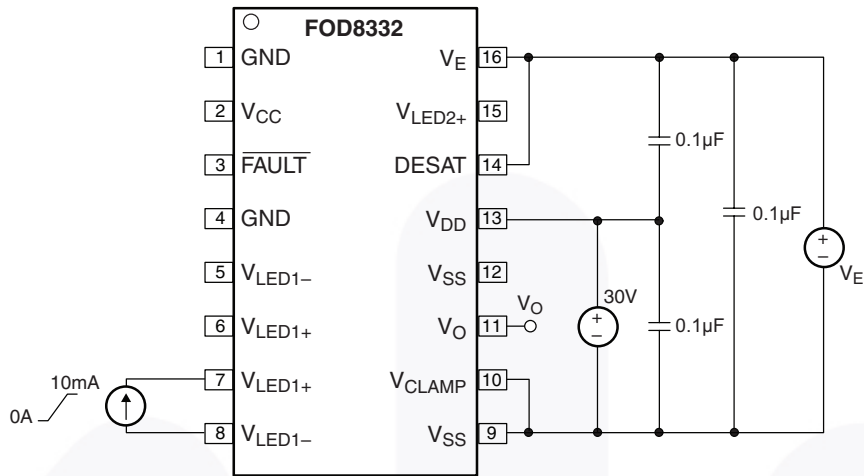 FOD8332
1 GND
2 VCC
3 FAULT
4 GND
5 VLED1–
6 VLED1+
7 VLED1+
8 VLED1–
VE 16
VLED2+ 15
DESAT 14
VDD 13
VSS 12
VO 11
VCLAMP 10
VSS 9
10mA
0A
VO
30V
+
–
0.1μF
0.1μF
0.1μF
+
–
VE